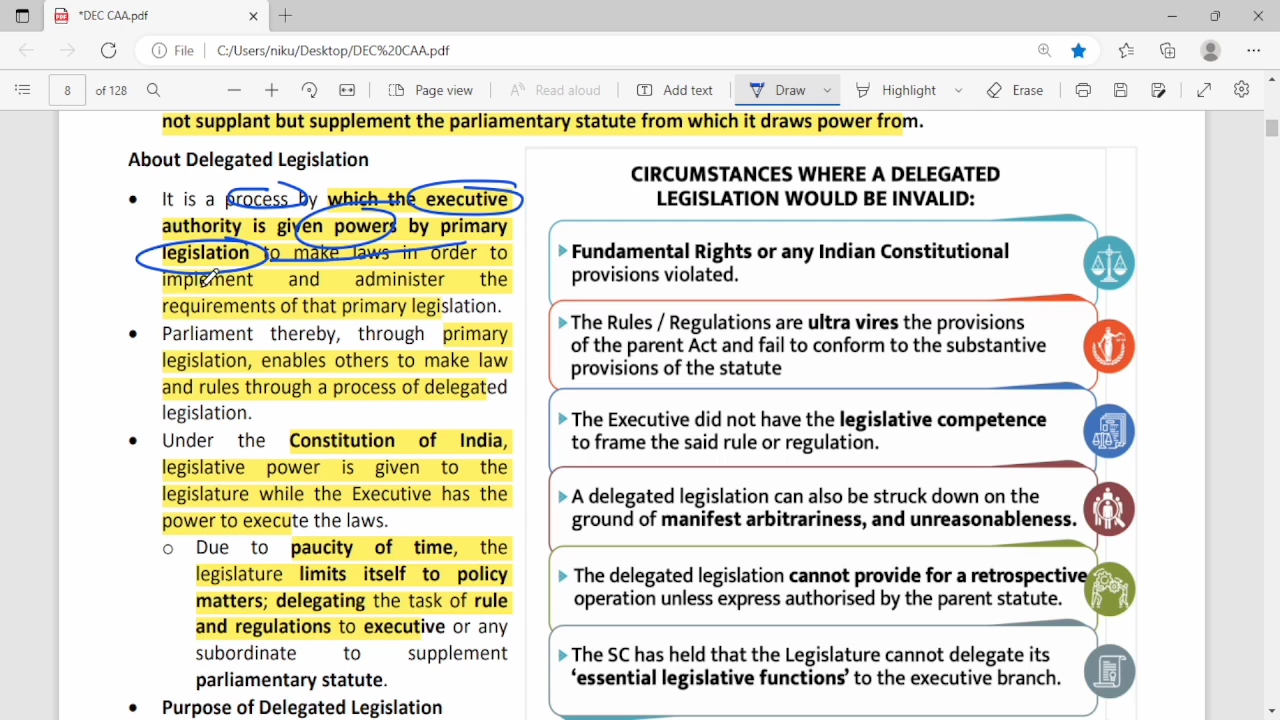 *DEC CAA.pdf
File
C:/Users/niku/Desktop/DEC%20CAA.pdf
8
of 128
Page view
Read aloud
Add text
Draw
Highlight
Erase
not supplant but supplement the parliamentary statute from which it draws power from.
About Delegated Legislation
• It is a process by which the executive
authority is given powers by primary
legislation to make laws in order to
implement and administer the
requirements of that primary legislation.
• Parliament thereby, through primary
legislation, enables others to make law
and rules through a process of delegated
legislation.
• Under the Constitution of India,
legislative power is given to the
legislature while the Executive has the
power to execute the laws.
o Due to paucity of time, the
legislature limits itself to policy
matters; delegating the task of rule
and regulations to executive or any
subordinate to supplement
parliamentary statute.
• Purpose of Delegated Legislation
CIRCUMSTANCES WHERE A DELEGATED
LEGISLATION WOULD BE INVALID:
Fundamental Rights or any Indian Constitutional
provisions violated.
The Rules / Regulations are ultra vires the provisions
of the parent Act and fail to conform to the substantive
provisions of the statute
The Executive did not have the legislative competence
to frame the said rule or regulation.
A delegated legislation can also be struck down on the
ground of manifest arbitrariness, and unreasonableness.
The delegated legislation cannot provide for a retrospective
operation unless express authorised by the parent statute.
The SC has held that the Legislature cannot delegate its
‘essential legislative functions’ to the executive branch.